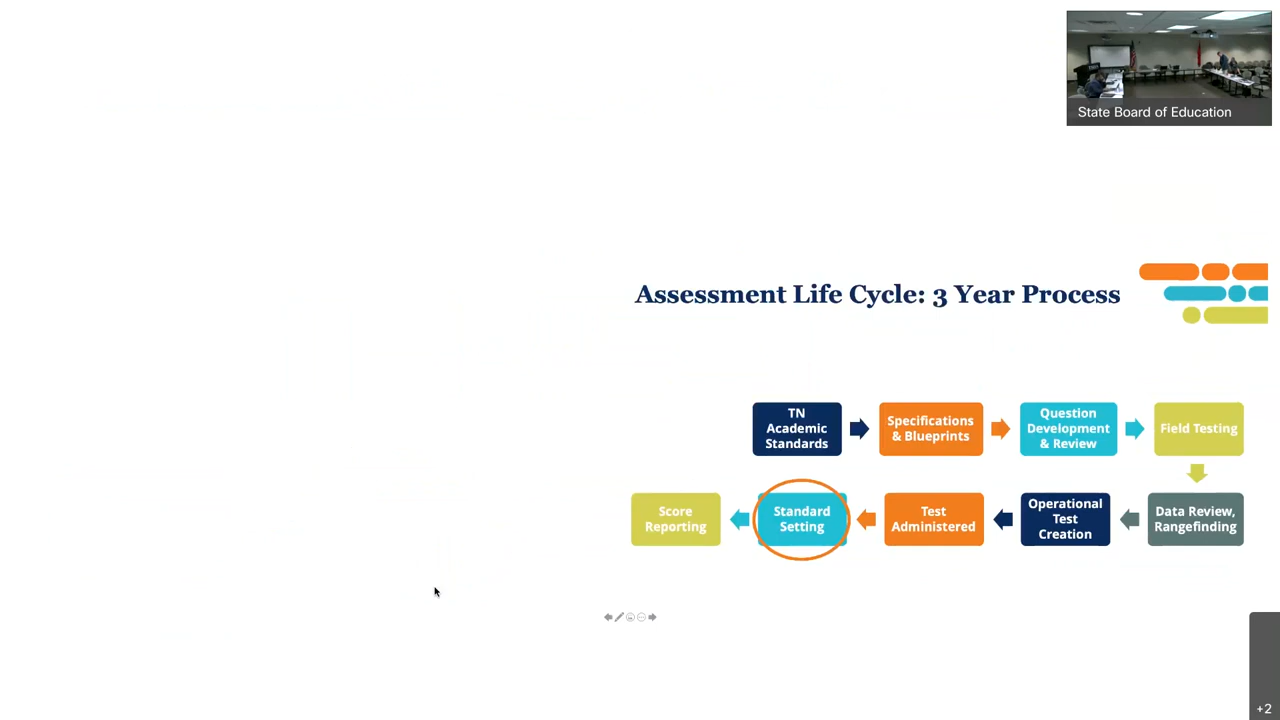 State Board of Education
Assessment Life Cycle: 3 Year Process
TN
Academic
Standards
Specifications
& Blueprints
Question
Development
& Review
Field Testing
Score
Reporting
Standard
Setting
Test
Administered
Operational
Test
Creation
Data Review,
Rangefinding
+2